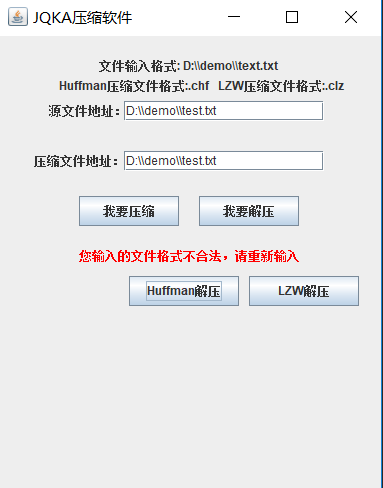 JQKA压缩软件
文件输入格式: D:\\demo\\text.txt
Huffman压缩文件格式:.chf LZW压缩文件格式:.clz
源文件地址: D:\\demo\\test.txt
压缩文件地址: D:\\demo\\test.txt
我要压缩 我要解压
您输入的文件格式不合法，请重新输入
Huffman解压 LZW解压